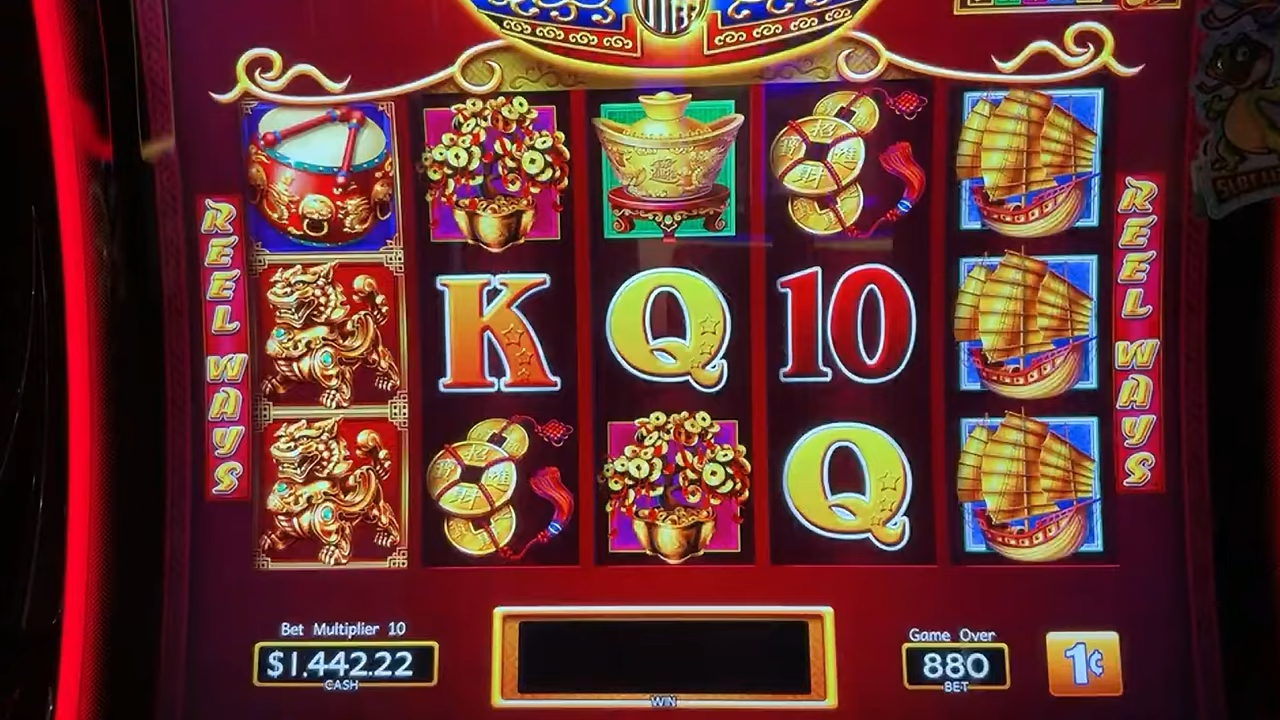 REEL WAYS
REEL WAYS
K
Q
10
Q
Bet Multiplier 10
$1,442.22
CASH
WIN
Game Over
880
BET
1¢